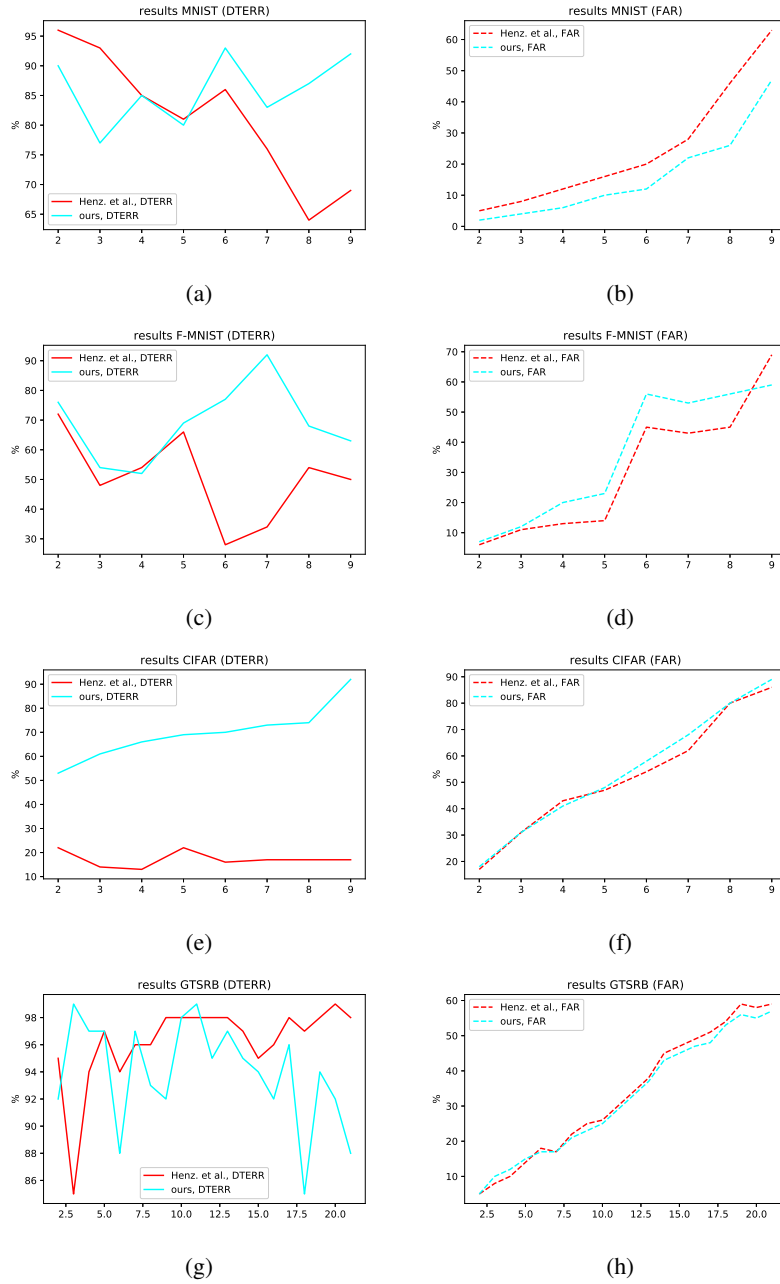 results MNIST (DTERR)
95
90
85
80
75
70
65
%
Henz. et al., DTERR
ours, DTERR
2 3 4 5 6 7 8 9
(a)
results MNIST (FAR)
60
50
40
30
20
10
0
%
Henz. et al., FAR
ours, FAR
2 3 4 5 6 7 8 9
(b)
results F-MNIST (DTERR)
90
80
70
60
50
40
30
%
Henz. et al., DTERR
ours, DTERR
2 3 4 5 6 7 8 9
(c)
results F-MNIST (FAR)
70
60
50
40
30
20
10
%
Henz. et al., FAR
ours, FAR
2 3 4 5 6 7 8 9
(d)
results CIFAR (DTERR)
90
80
70
60
50
40
30
20
10
%
Henz. et al., DTERR
ours, DTERR
2 3 4 5 6 7 8 9
(e)
results CIFAR (FAR)
90
80
70
60
50
40
30
20
%
Henz. et al., FAR
ours, FAR
2 3 4 5 6 7 8 9
(f)
results GTSRB (DTERR)
98
96
94
92
90
88
86
%
Henz. et al., DTERR
ours, DTERR
2.5 5.0 7.5 10.0 12.5 15.0 17.5 20.0
(g)
results GTSRB (FAR)
60
50
40
30
20
10
%
Henz. et al., FAR
ours, FAR
2.5 5.0 7.5 10.0 12.5 15.0 17.5 20.0
(h)